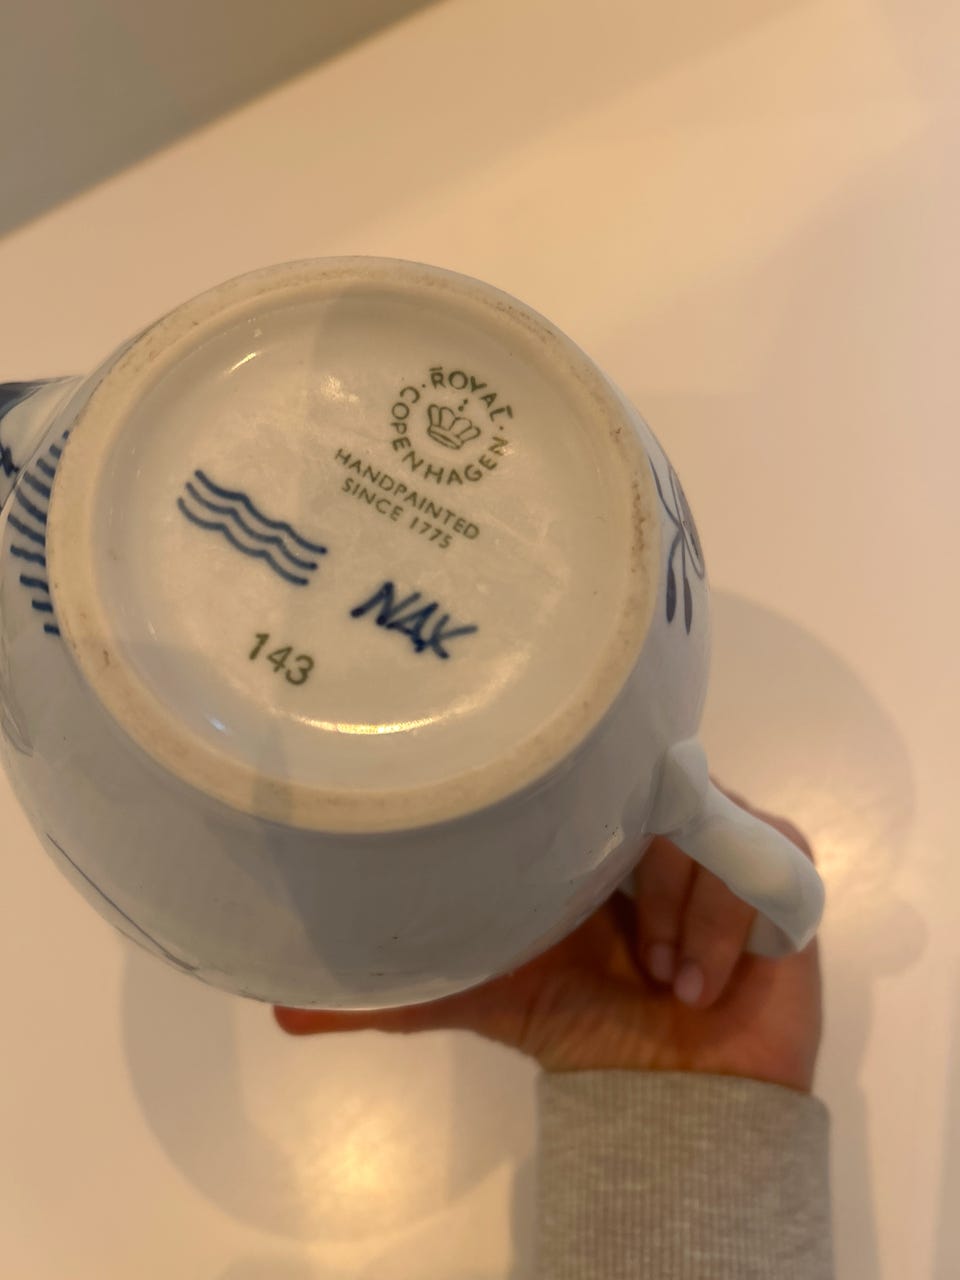 ROYAL
COPENHAGEN
HANDPAINTED
SINCE 1775
NAK
143